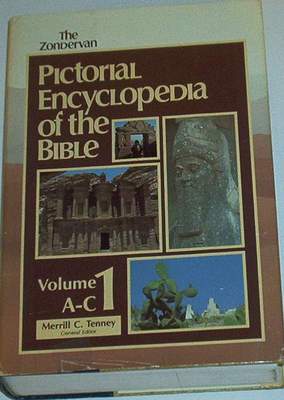 The
Zondervan
Pictorial
Encyclopedia
of the
Bible
Volume 1
A-C
Merrill C. Tenney
General Editor